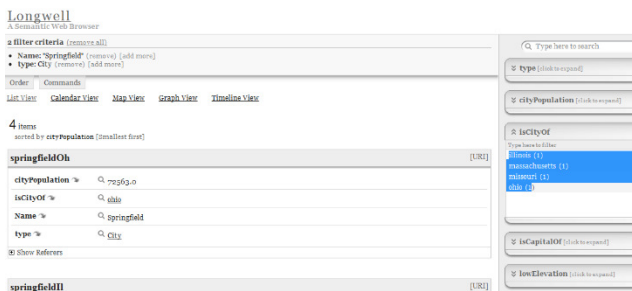 Longwell
A Semantic Web Browser
2 filter criteria (remove all)
• Name: "Springfield" (remove) [add more]
• type: City (remove) [add more]
Order Commands
List View Calendar View Map View Graph View Timeline View
4 items
sorted by cityPopulation [Smallest first]
springfieldOh [URI]
cityPopulation 72563.0
isCityOf ohio
Name Springfield
type City
Show Referers
springfieldIl [URI]
Type here to search
type [click to expand]
cityPopulation [click to expand]
isCityOf
Type here to filter
illinois (1)
massachusetts (1)
missouri (1)
ohio (1)
isCapitalOf [click to expand]
lowElevation [click to expand]